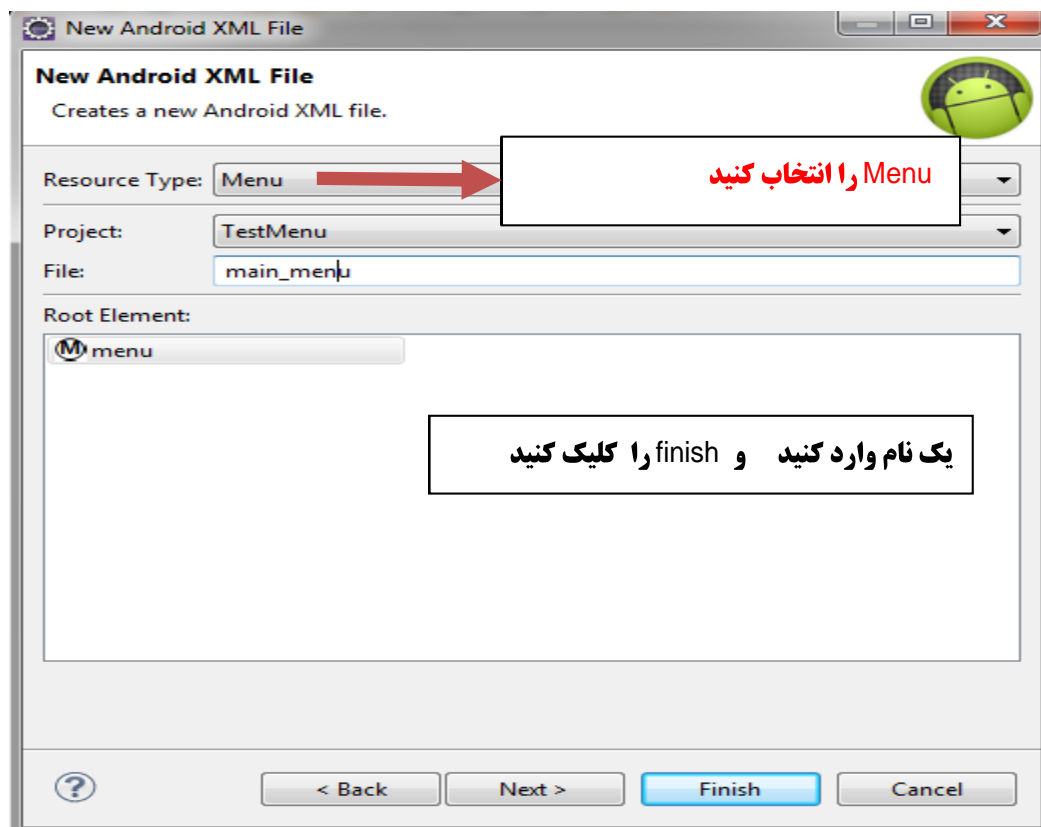 New Android XML File
New Android XML File
Creates a new Android XML file.
Resource Type: Menu
Menu را انتخاب کنید
Project: TestMenu
File: main_menu
Root Element:
M menu
یک نام وارد کنید و finish را کلیک کنید
? < Back Next > Finish Cancel